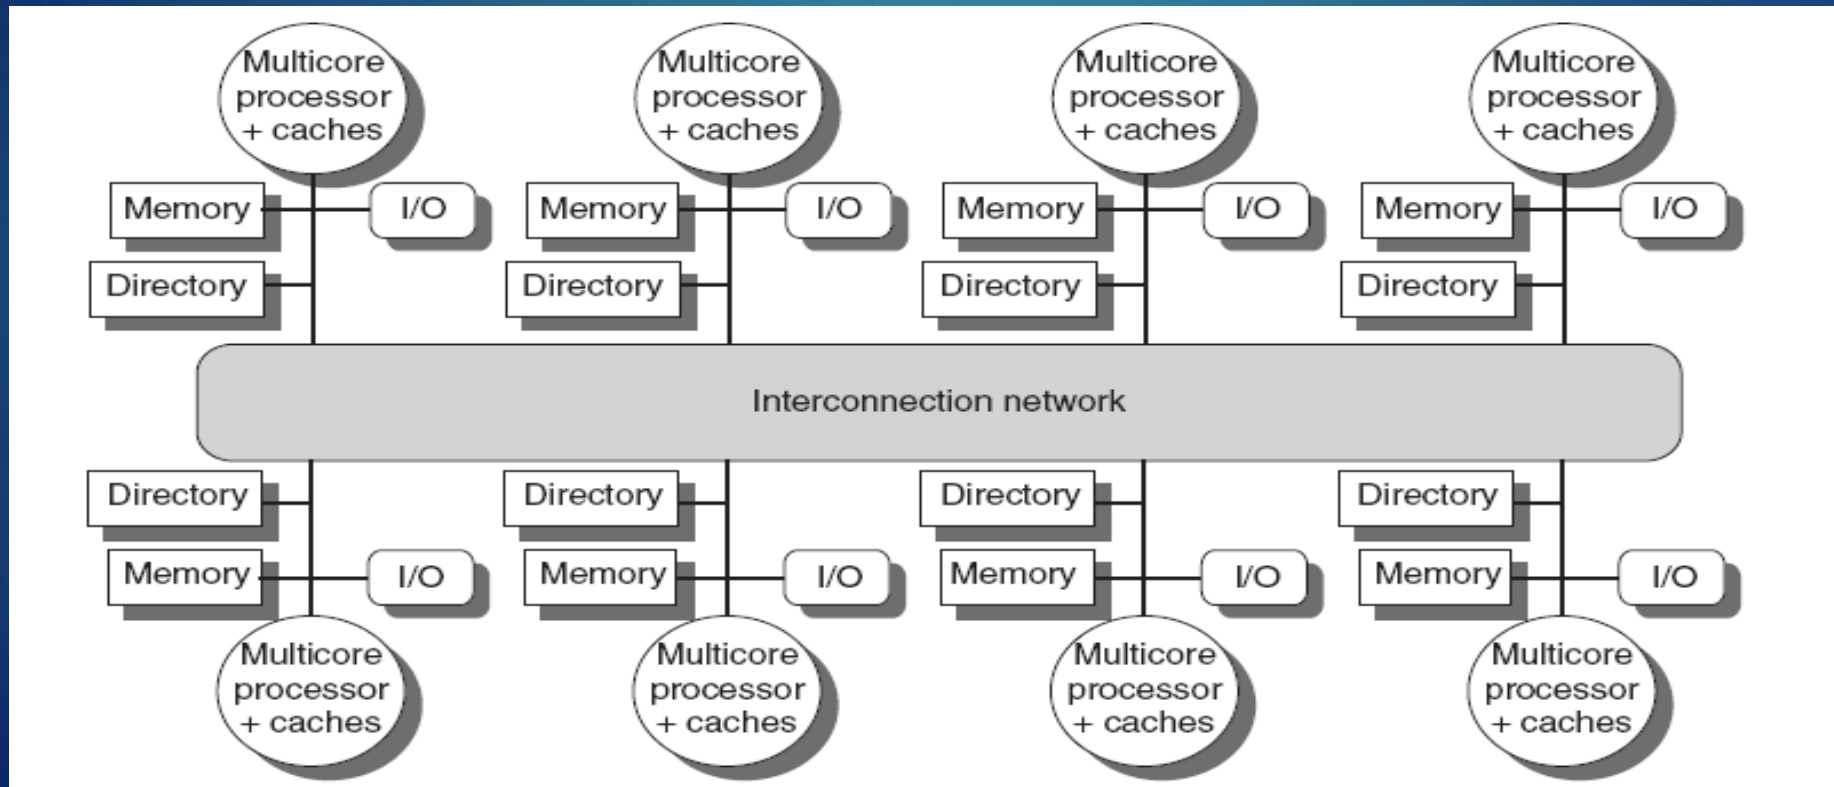 Multicore
processor
+ caches
Multicore
processor
+ caches
Multicore
processor
+ caches
Multicore
processor
+ caches
Memory
I/O
Memory
I/O
Memory
I/O
Memory
I/O
Directory
Directory
Directory
Directory
Interconnection network
Directory
Directory
Directory
Directory
Memory
I/O
Memory
I/O
Memory
I/O
Memory
I/O
Multicore
processor
+ caches
Multicore
processor
+ caches
Multicore
processor
+ caches
Multicore
processor
+ caches